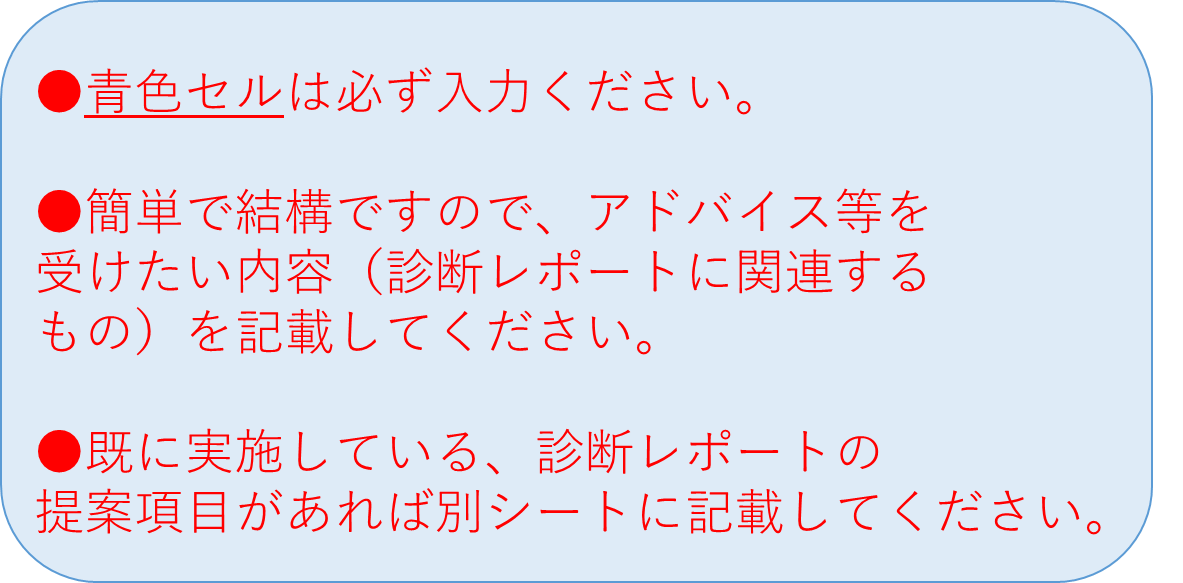 ●青色セルは必ず入力ください。
●簡単で結構ですので、アドバイス等を
受けたい内容（診断レポートに関連する
もの）を記載してください。
●既に実施している、診断レポートの
提案項目があれば別シートに記載してください。